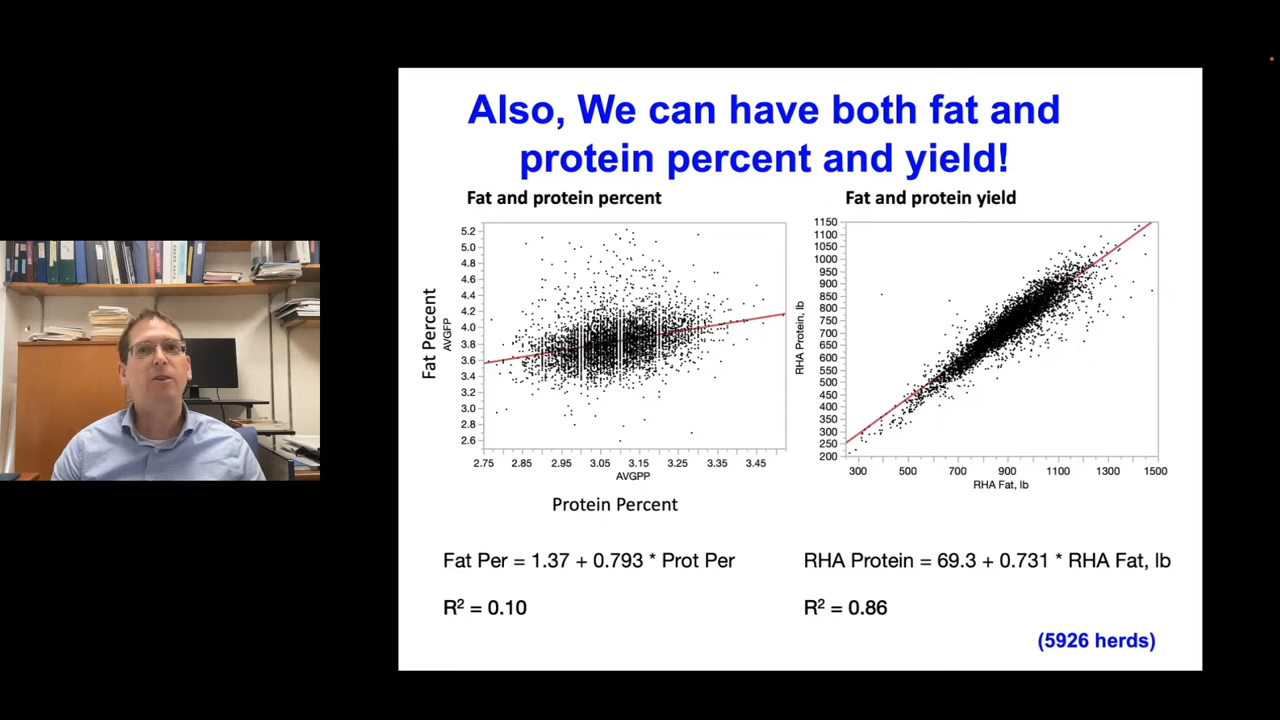 Also, We can have both fat and
protein percent and yield!
Fat and protein percent
5.2
5.0
4.8
4.6
4.4
4.2
4.0
3.8
3.6
3.4
3.2
3.0
2.8
2.6
Fat Percent
AVGFP
2.75 2.85 2.95 3.05 3.15 3.25 3.35 3.45
AVGPP
Protein Percent
Fat Per = 1.37 + 0.793 * Prot Per
R² = 0.10
Fat and protein yield
1150
1100
1050
1000
950
900
850
800
750
700
650
600
550
500
450
400
350
300
250
200
RHA Protein, lb
300 500 700 900 1100 1300 1500
RHA Fat, lb
RHA Protein = 69.3 + 0.731 * RHA Fat, lb
R² = 0.86
(5926 herds)